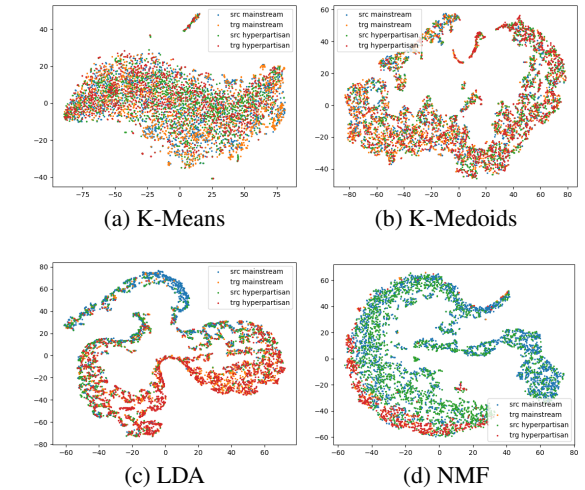 src mainstream
trg mainstream
src hyperpartisan
trg hyperpartisan
40
20
0
−20
−40
−75
−50
−25
0
25
50
75
(a) K-Means
src mainstream
trg mainstream
src hyperpartisan
trg hyperpartisan
60
40
20
0
−20
−40
−80
−60
−40
−20
0
20
40
60
80
(b) K-Medoids
src mainstream
trg mainstream
src hyperpartisan
trg hyperpartisan
80
60
40
20
0
−20
−40
−60
−80
−60
−40
−20
0
20
40
60
(c) LDA
src mainstream
trg mainstream
src hyperpartisan
trg hyperpartisan
60
40
20
0
−20
−40
−60
−40
−20
0
20
40
60
80
(d) NMF